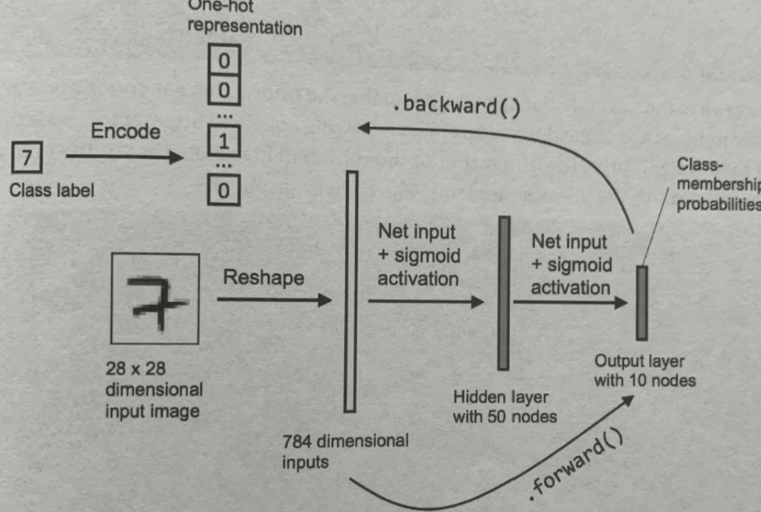 One-hot
representation
0
0
...
1
...
0
Encode
7
Class label
.backward()
Class-
membership
probabilities
Net input
+ sigmoid
activation
Net input
+ sigmoid
activation
Reshape
7
28 x 28
dimensional
input image
784 dimensional
inputs
Hidden layer
with 50 nodes
Output layer
with 10 nodes
.forward()